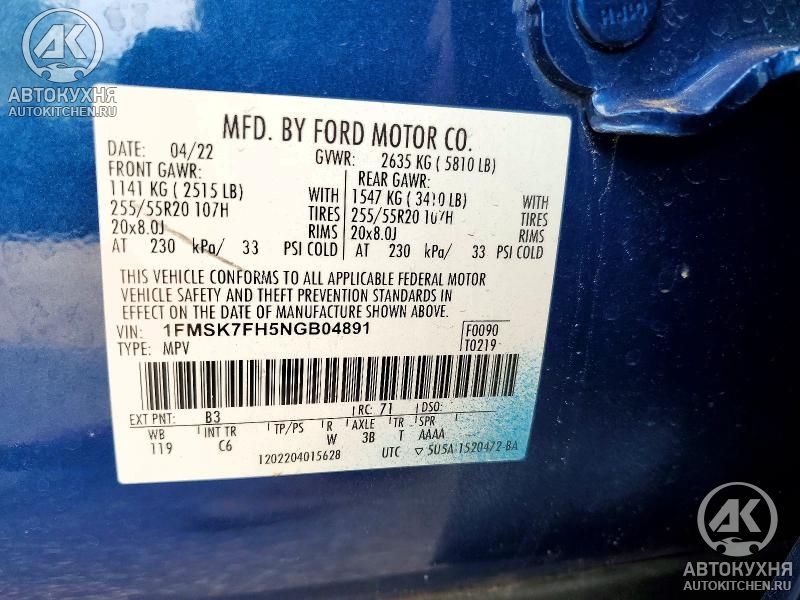 AK
АВТОКУХНЯ
AUTOKITCHEN.RU
MFD. BY FORD MOTOR CO.
DATE: 04/22 GVWR: 2635 KG ( 5810 LB)
FRONT GAWR: REAR GAWR:
1141 KG ( 2515 LB) WITH 1547 KG ( 3410 LB) WITH
255/55R20 107H TIRES 255/55R20 107H TIRES
20x8.0J RIMS 20x8.0J RIMS
AT 230 kPa/ 33 PSI COLD AT 230 kPa/ 33 PSI COLD
THIS VEHICLE CONFORMS TO ALL APPLICABLE FEDERAL MOTOR
VEHICLE SAFETY AND THEFT PREVENTION STANDARDS IN
EFFECT ON THE DATE OF MANUFACTURE SHOWN ABOVE.
VIN: 1FMSK7FH5NGB04891 F0090
TYPE: MPV T0219
EXT PNT: B3 RC: 71 DSO:
WB INT TR TP/PS R AXLE TR SPR
119 C6 W 3B T AAAA
1202204015628 UTC ▽ 5U5A-1520472-BA
AK
АВТОКУХНЯ
AUTOKITCHEN.RU